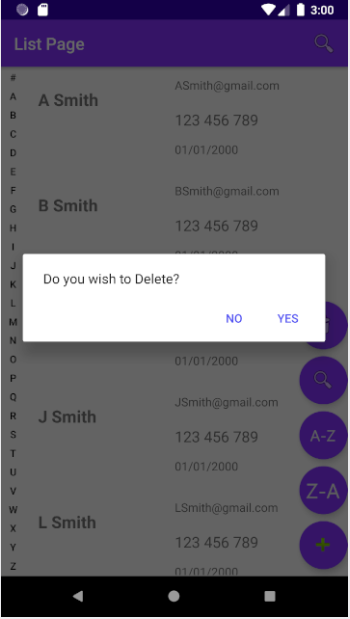 3:00
List Page
#
A
B
C
D
E
F
G
H
I
J
K
L
M
N
O
P
Q
R
S
T
U
V
W
X
Y
Z
A Smith
ASmith@gmail.com
123 456 789
01/01/2000
B Smith
BSmith@gmail.com
123 456 789
Do you wish to Delete?
NO YES
01/01/2000
J Smith
JSmith@gmail.com
123 456 789
01/01/2000
L Smith
LSmith@gmail.com
123 456 789
01/01/2000
A-Z
Z-A
+